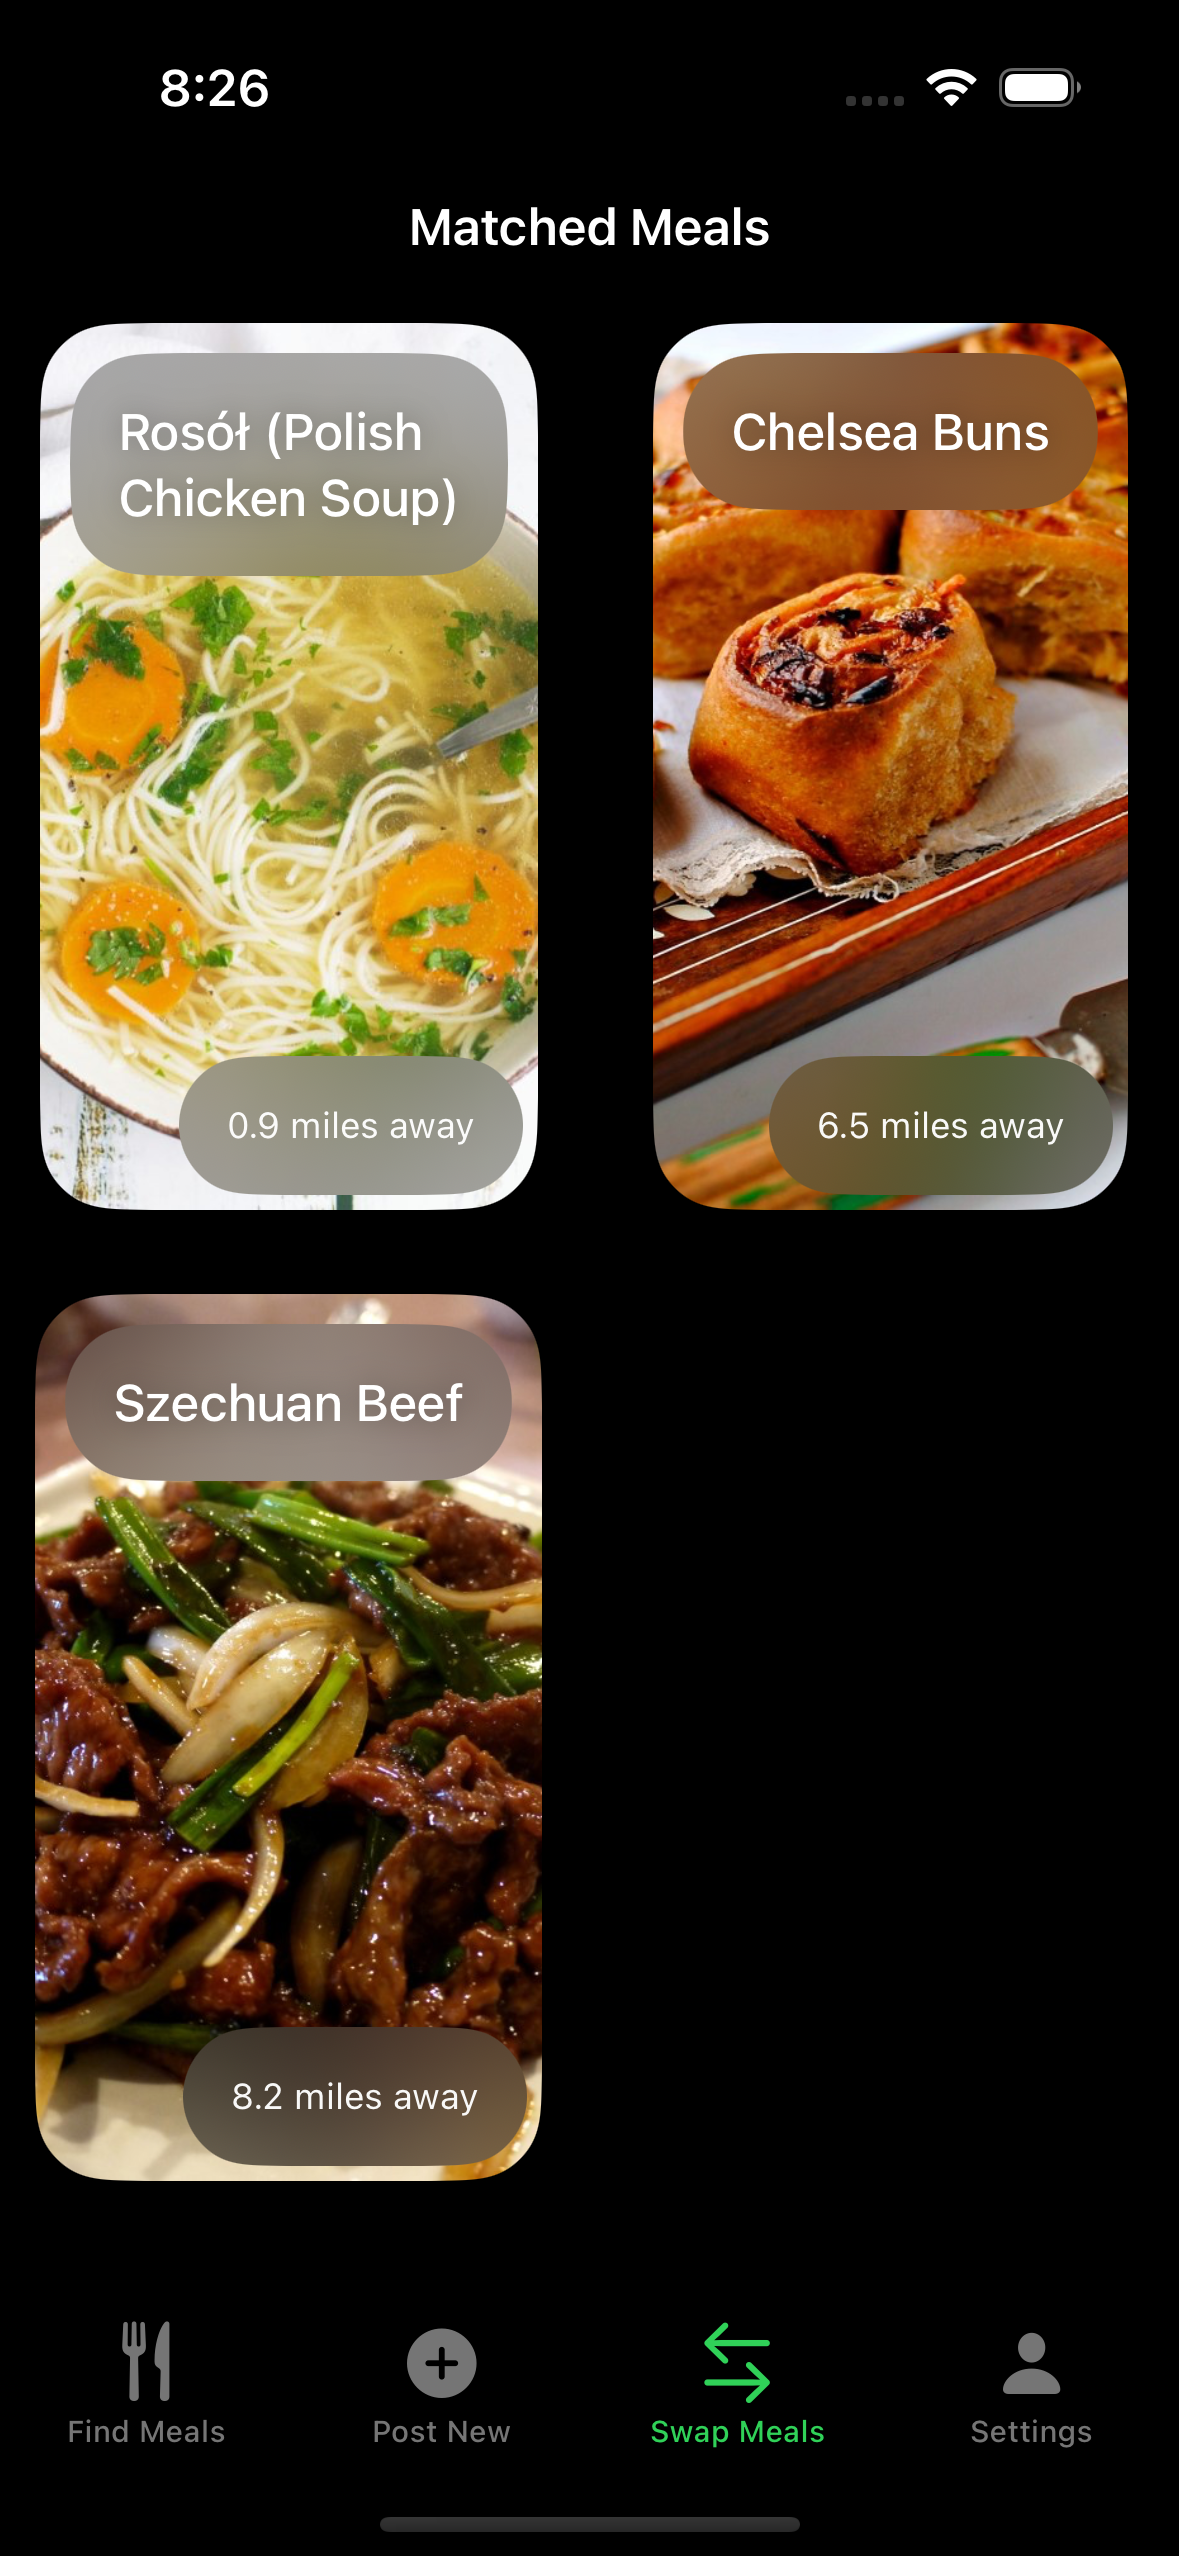 8:26
Matched Meals
Rosół (Polish
Chicken Soup)
0.9 miles away
Chelsea Buns
6.5 miles away
Szechuan Beef
8.2 miles away
Find Meals
Post New
Swap Meals
Settings